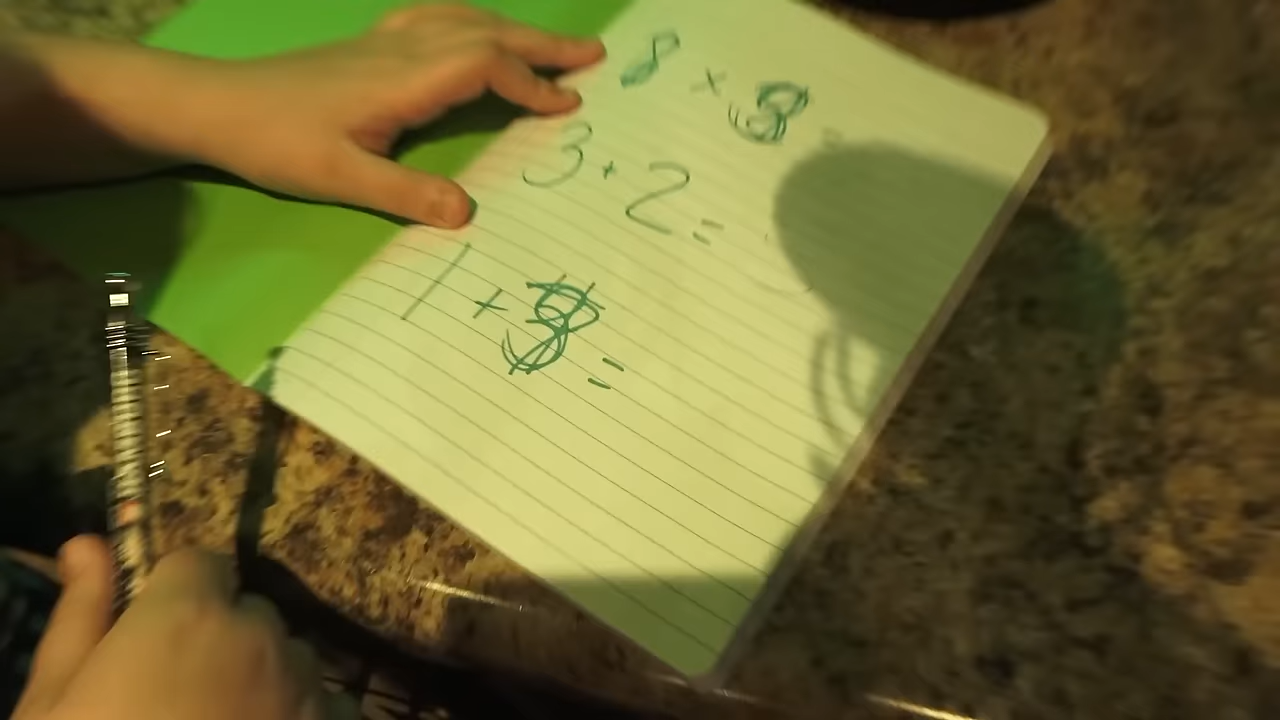 8 × 8
3 + 2 =
1 + 8 =